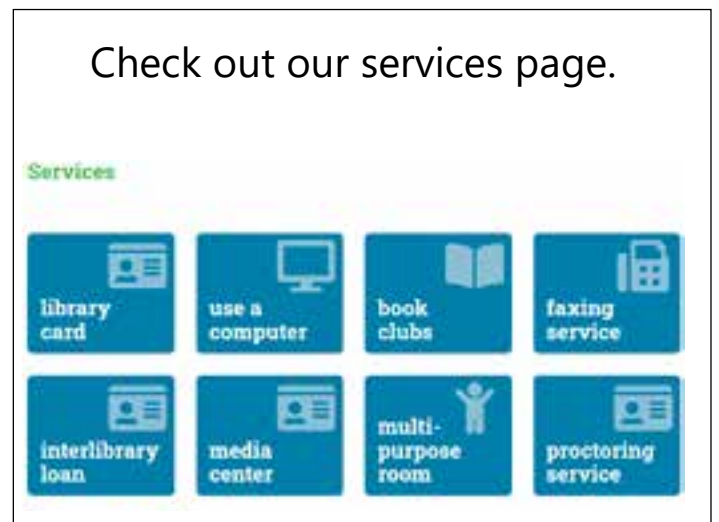 Check out our services page.
Services
library
card
use a
computer
book
clubs
faxing
service
interlibrary
loan
media
center
multi-
purpose
room
proctoring
service